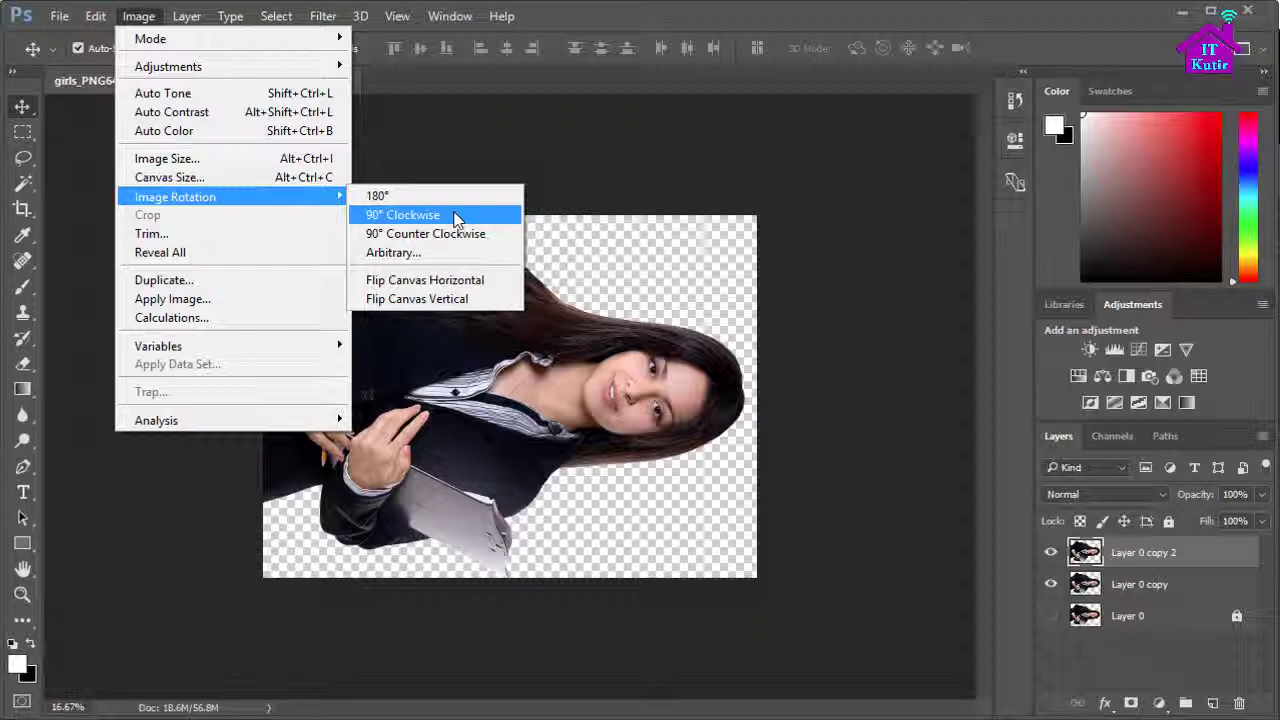 Ps File Edit Image Layer Type Select Filter 3D View Window Help
Auto-S
3D Mode:
IT
Kutir
girls_PNG64
Mode
Adjustments
Auto Tone Shift+Ctrl+L
Auto Contrast Alt+Shift+Ctrl+L
Auto Color Shift+Ctrl+B
Image Size... Alt+Ctrl+I
Canvas Size... Alt+Ctrl+C
Image Rotation
Crop
Trim...
Reveal All
Duplicate...
Apply Image...
Calculations...
Variables
Apply Data Set...
Trap...
Analysis
180°
90° Clockwise
90° Counter Clockwise
Arbitrary...
Flip Canvas Horizontal
Flip Canvas Vertical
Color Swatches
Libraries Adjustments
Add an adjustment
Layers Channels Paths
Kind
Normal Opacity: 100%
Lock: Fill: 100%
Layer 0 copy 2
Layer 0 copy
Layer 0
16.67% Doc: 18.6M/56.8M